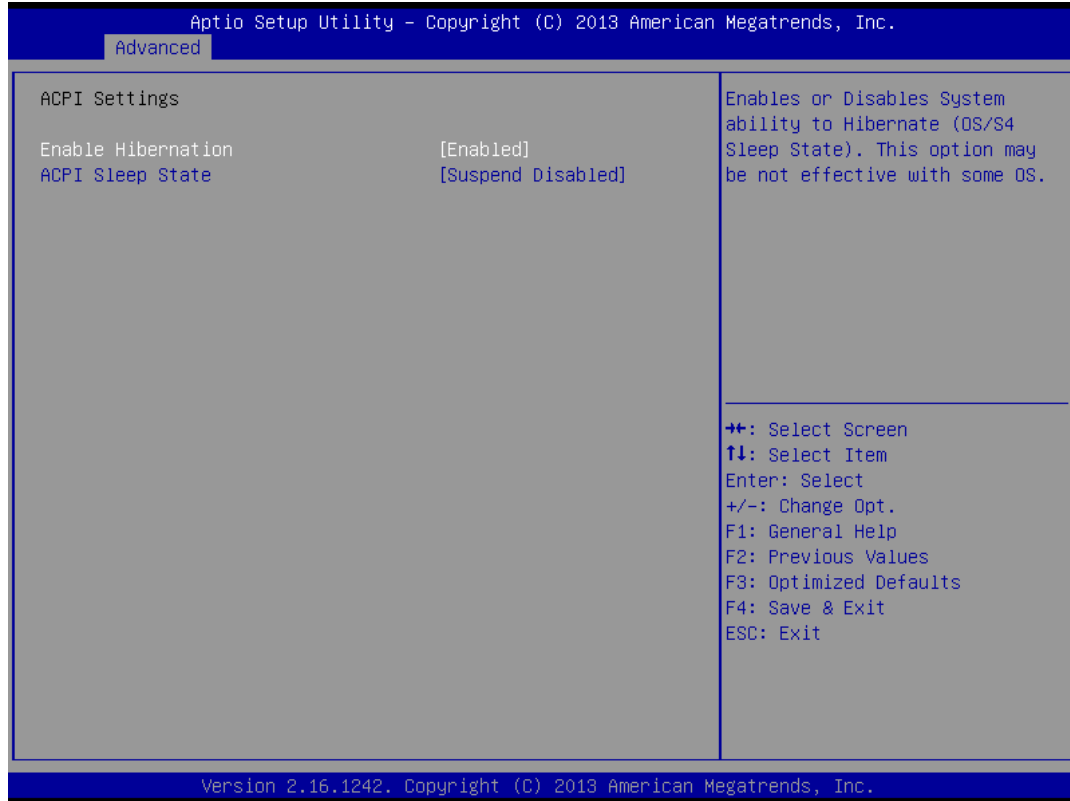 Aptio Setup Utility – Copyright (C) 2013 American Megatrends, Inc.
Advanced
ACPI Settings
Enable Hibernation [Enabled]
ACPI Sleep State [Suspend Disabled]
Enables or Disables System
ability to Hibernate (OS/S4
Sleep State). This option may
be not effective with some OS.
→←: Select Screen
↑↓: Select Item
Enter: Select
+/-: Change Opt.
F1: General Help
F2: Previous Values
F3: Optimized Defaults
F4: Save & Exit
ESC: Exit
Version 2.16.1242. Copyright (C) 2013 American Megatrends, Inc.